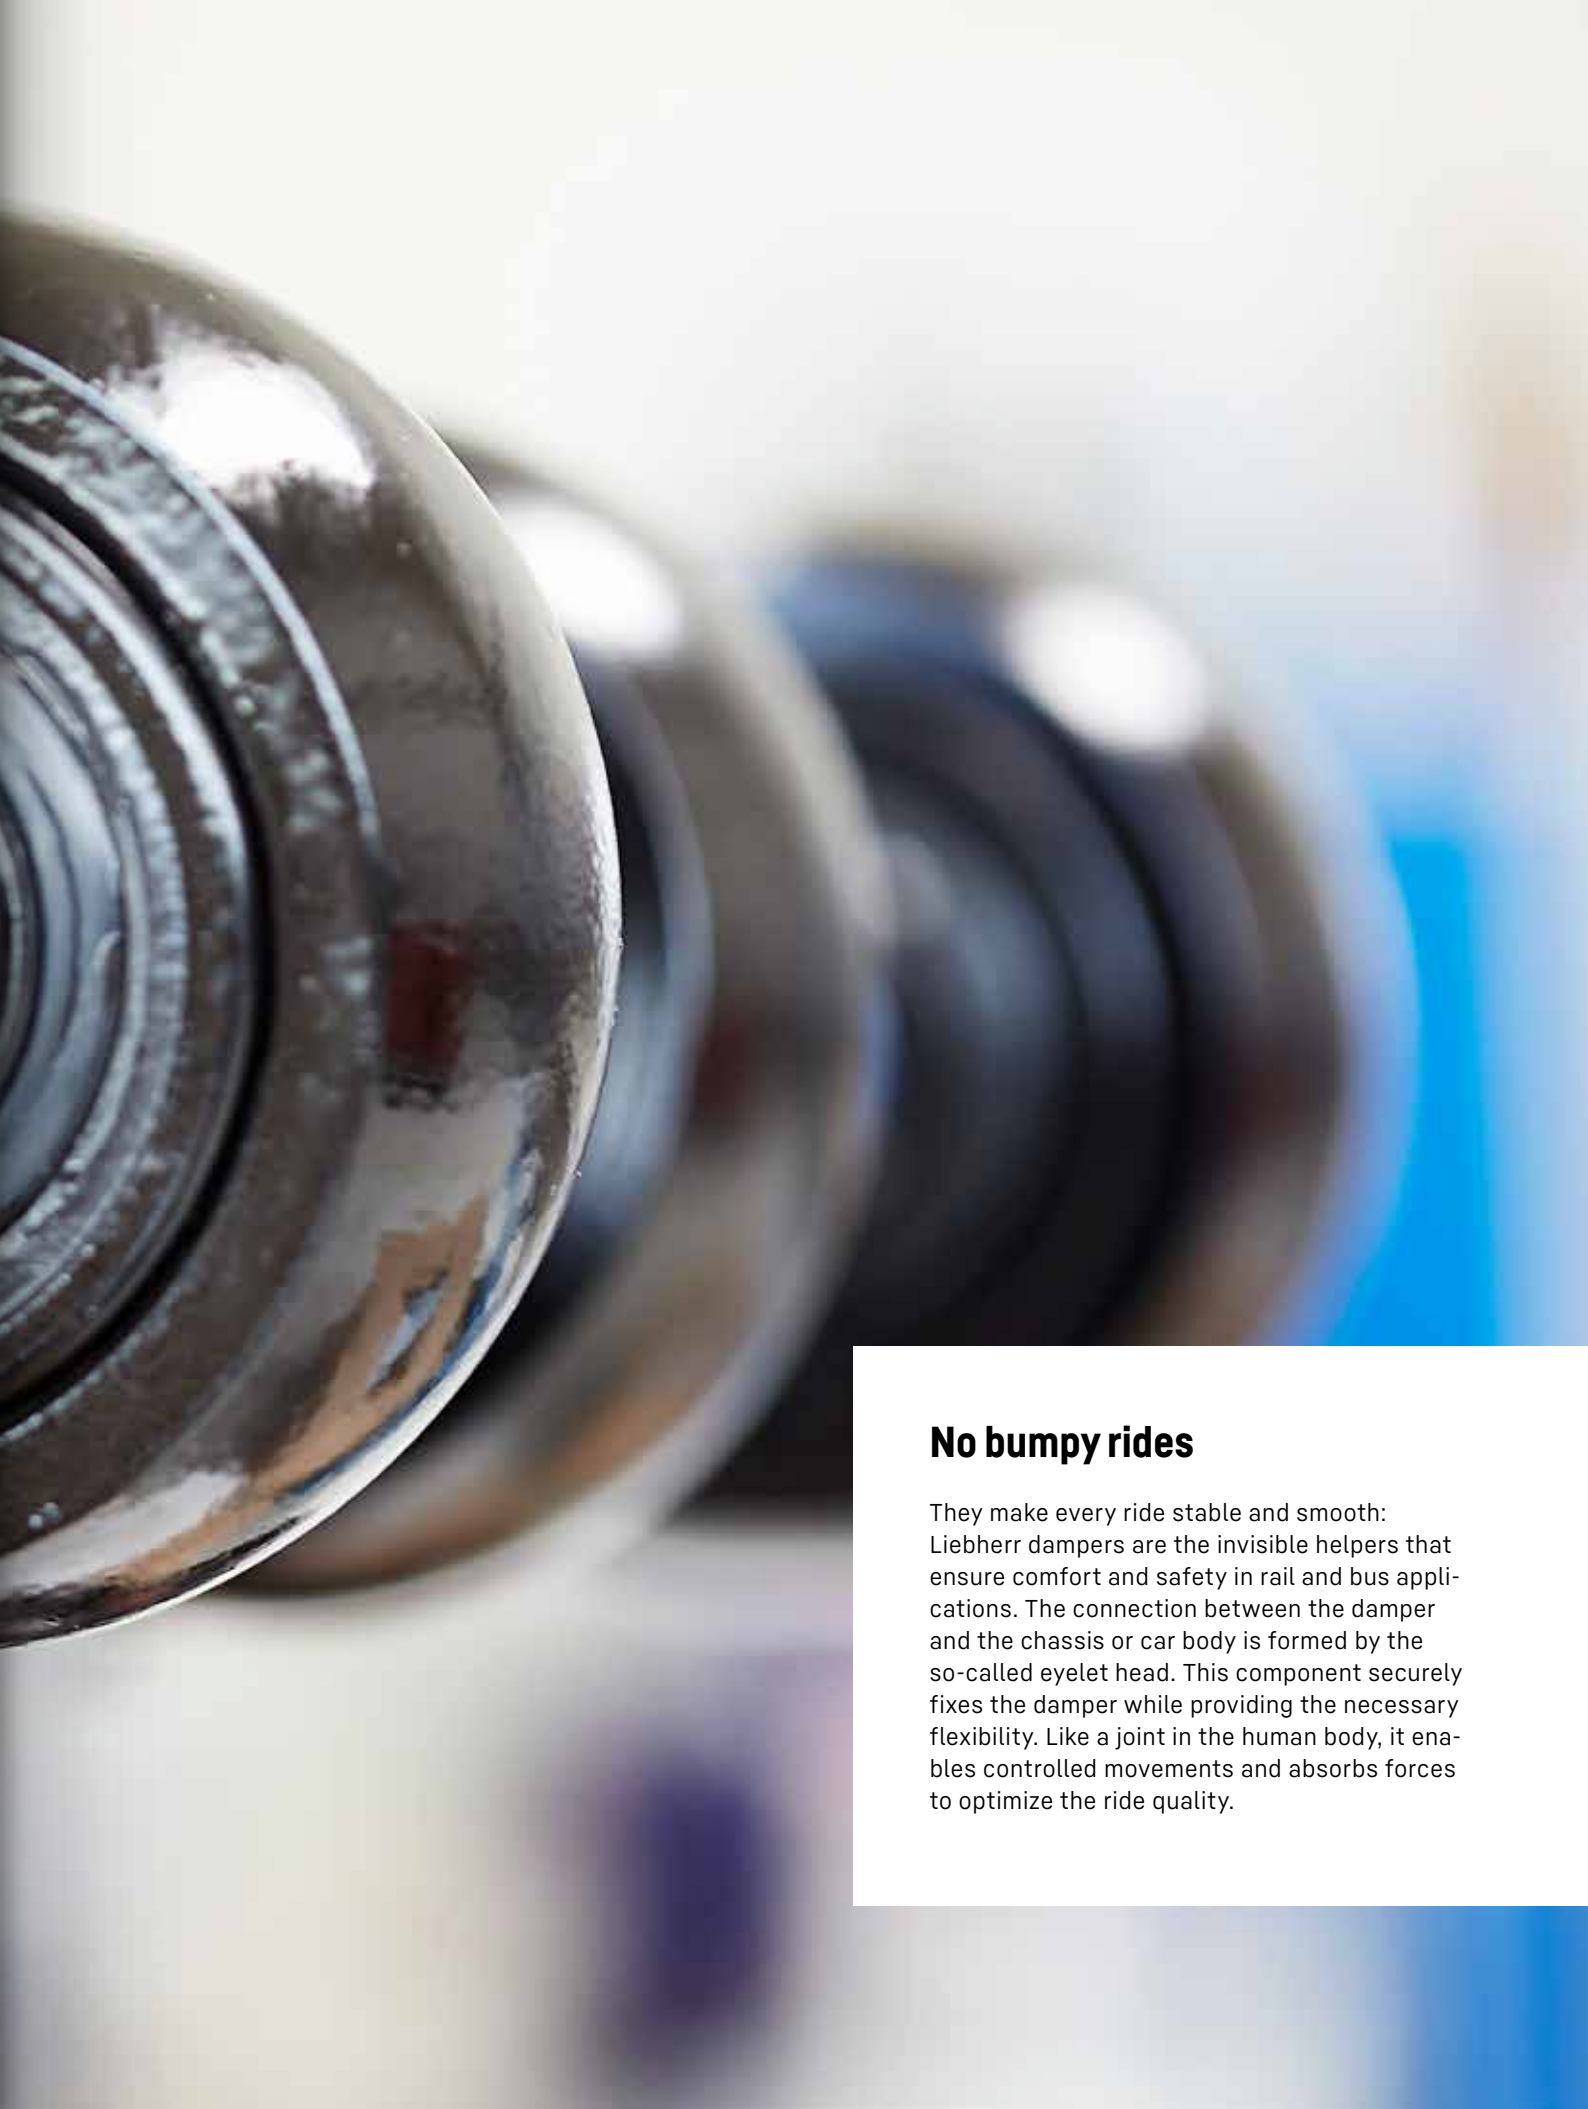 No bumpy rides
They make every ride stable and smooth:
Liebherr dampers are the invisible helpers that
ensure comfort and safety in rail and bus appli-
cations. The connection between the damper
and the chassis or car body is formed by the
so-called eyelet head. This component securely
fixes the damper while providing the necessary
flexibility. Like a joint in the human body, it ena-
bles controlled movements and absorbs forces
to optimize the ride quality.